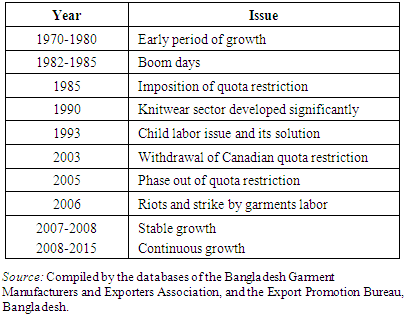 Year Issue
1970-1980 Early period of growth
1982-1985 Boom days
1985 Imposition of quota restriction
1990 Knitwear sector developed significantly
1993 Child labor issue and its solution
2003 Withdrawal of Canadian quota restriction
2005 Phase out of quota restriction
2006 Riots and strike by garments labor
2007-2008 Stable growth
2008-2015 Continuous growth
Source: Compiled by the databases of the Bangladesh Garment
Manufacturers and Exporters Association, and the Export Promotion Bureau,
Bangladesh.